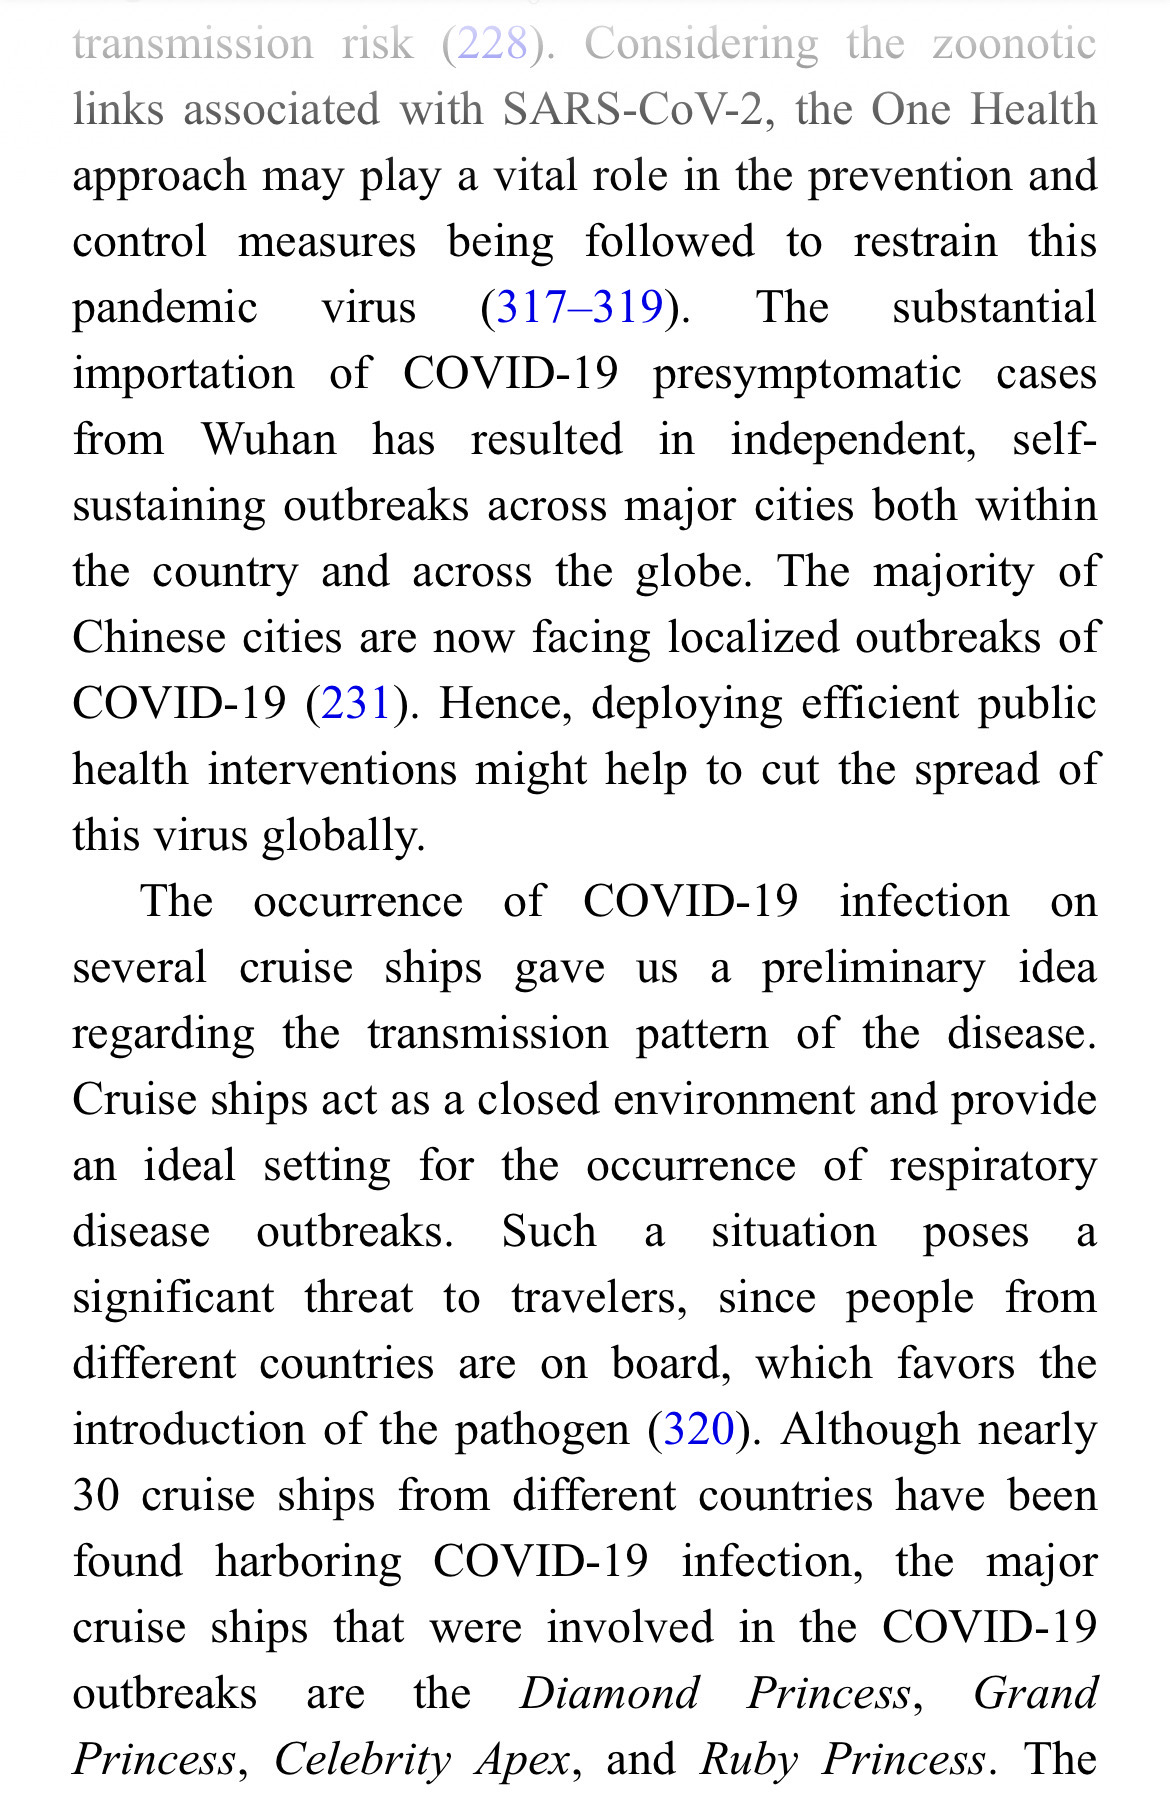 transmission risk (228). Considering the zoonotic
links associated with SARS-CoV-2, the One Health
approach may play a vital role in the prevention and
control measures being followed to restrain this
pandemic virus (317–319). The substantial
importation of COVID-19 presymptomatic cases
from Wuhan has resulted in independent, self-
sustaining outbreaks across major cities both within
the country and across the globe. The majority of
Chinese cities are now facing localized outbreaks of
COVID-19 (231). Hence, deploying efficient public
health interventions might help to cut the spread of
this virus globally.
The occurrence of COVID-19 infection on
several cruise ships gave us a preliminary idea
regarding the transmission pattern of the disease.
Cruise ships act as a closed environment and provide
an ideal setting for the occurrence of respiratory
disease outbreaks. Such a situation poses a
significant threat to travelers, since people from
different countries are on board, which favors the
introduction of the pathogen (320). Although nearly
30 cruise ships from different countries have been
found harboring COVID-19 infection, the major
cruise ships that were involved in the COVID-19
outbreaks are the Diamond Princess, Grand
Princess, Celebrity Apex, and Ruby Princess. The